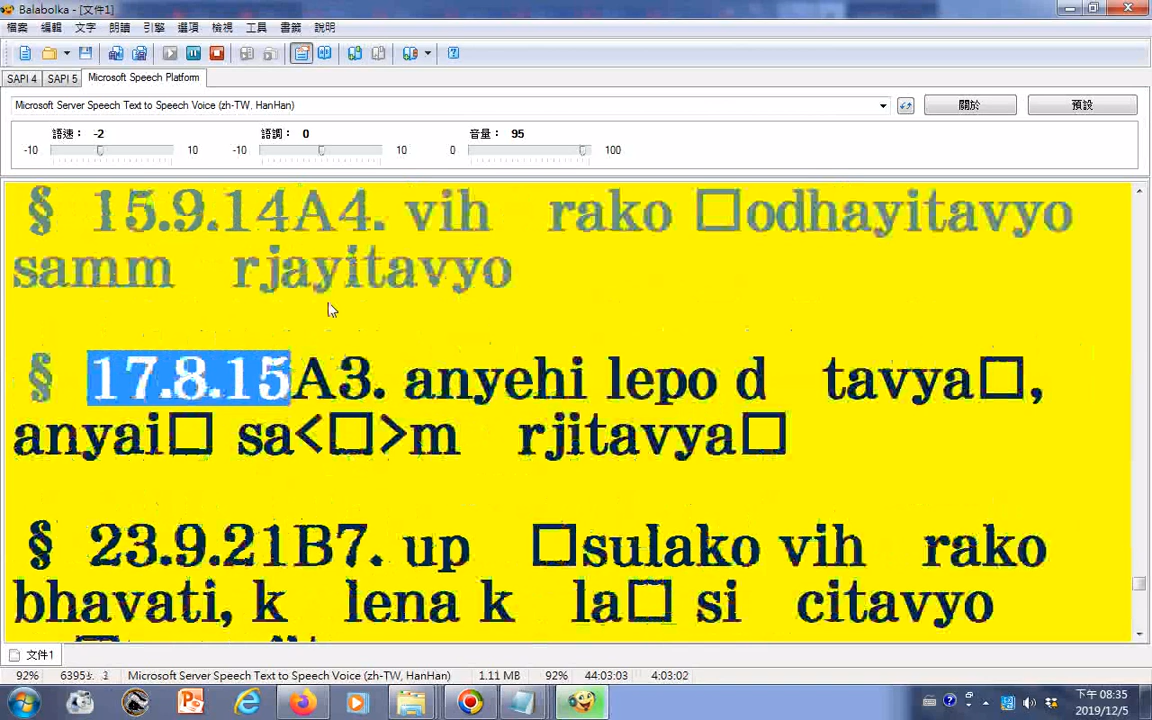 Balabolka - [文件1]
檔案 編輯 文字 朗讀 引擎 選項 檢視 工具 書籤 說明
SAPI 4 SAPI 5 Microsoft Speech Platform
Microsoft Server Speech Text to Speech Voice (zh-TW, HanHan) 關於 預設
語速： -2 語調： 0 音量： 95
-10 10 -10 10 0 100
§ 15.9.14A4. vih rako □odhayitavyo
samm rjayitavyo
§ 17.8.15A3. anyehi lepo d tavya□,
anyai□ sa<□>m rjitavya□
§ 23.9.21B7. up □sulako vih rako
bhavati, k lena k la□ si citavyo
文件1
92% Microsoft Server Speech Text to Speech Voice (zh-TW, HanHan) 1.11 MB 92% 44:03:03 4:03:02
下午 08:35
2019/12/5